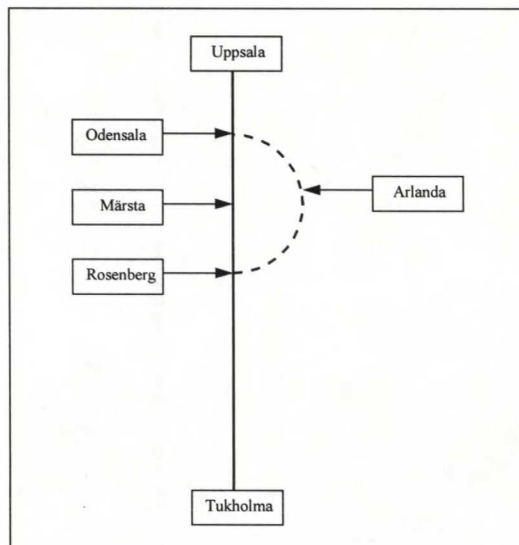 Uppsala
Odensala
Märsta
Arlanda
Rosenberg
Tukholma